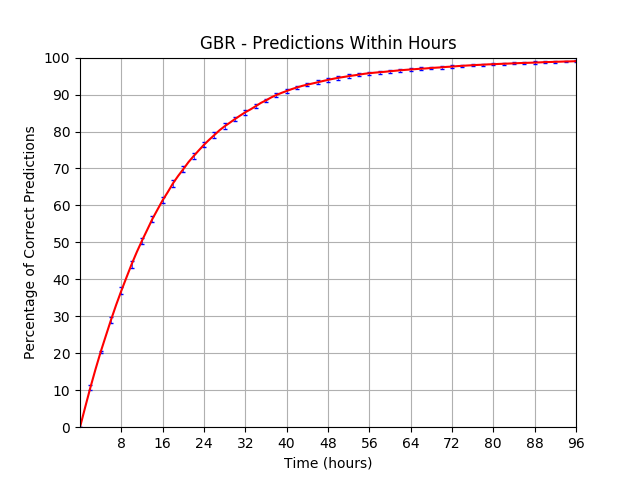 GBR - Predictions Within Hours
100
90
80
70
60
50
40
30
20
10
0
Percentage of Correct Predictions
8 16 24 32 40 48 56 64 72 80 88 96
Time (hours)